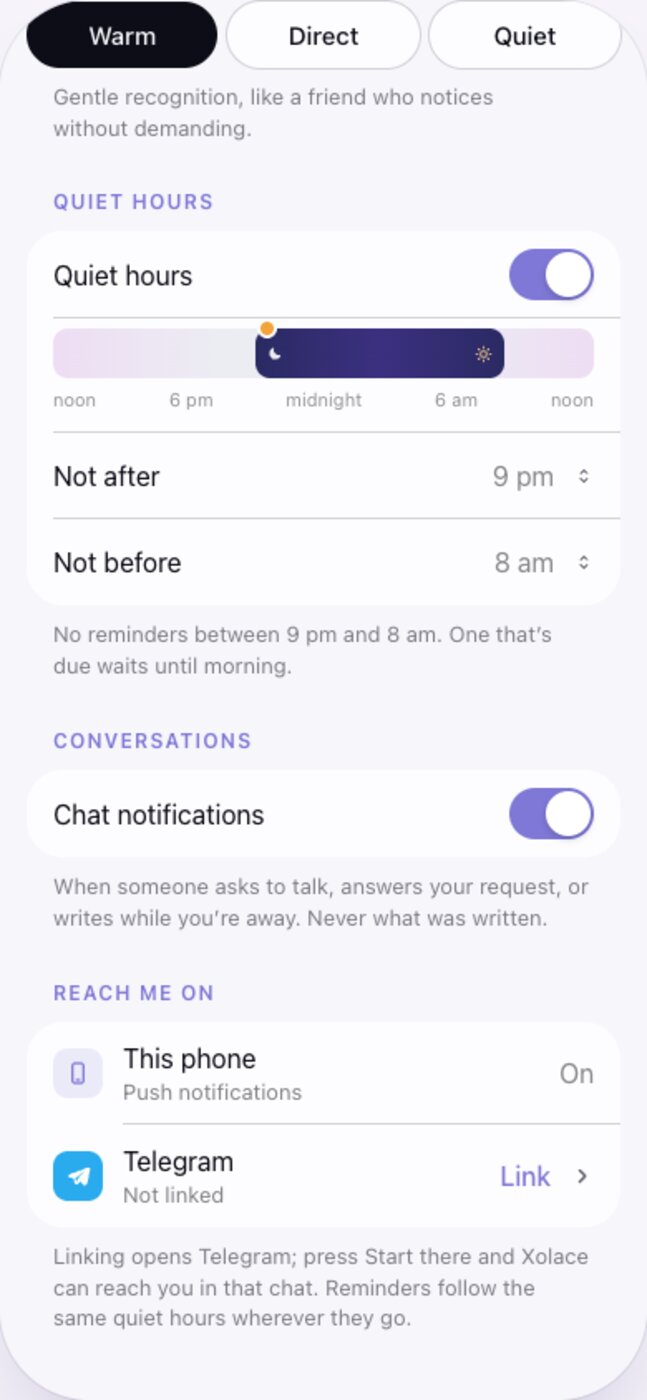 Warm Direct Quiet
Gentle recognition, like a friend who notices
without demanding.
QUIET HOURS
Quiet hours
noon 6 pm midnight 6 am noon
Not after 9 pm
Not before 8 am
No reminders between 9 pm and 8 am. One that’s
due waits until morning.
CONVERSATIONS
Chat notifications
When someone asks to talk, answers your request, or
writes while you’re away. Never what was written.
REACH ME ON
This phone
Push notifications
On
Telegram
Not linked
Link
Linking opens Telegram; press Start there and Xolace
can reach you in that chat. Reminders follow the
same quiet hours wherever they go.